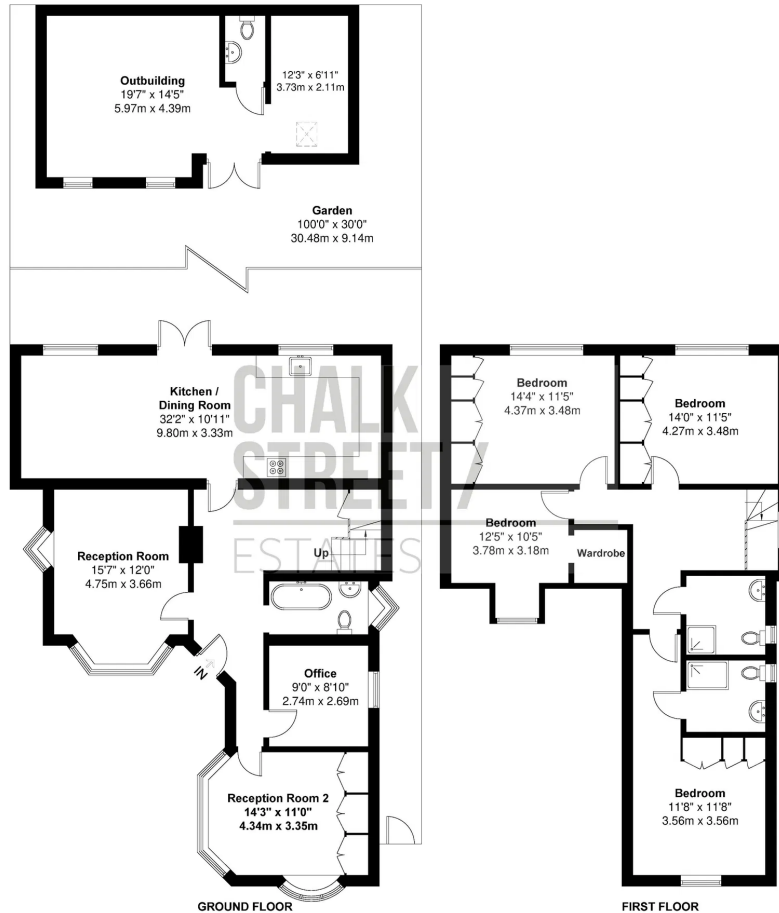 Outbuilding
19'7" x 14'5"
5.97m x 4.39m
12'3" x 6'11"
3.73m x 2.11m
Garden
100'0" x 30'0"
30.48m x 9.14m
Kitchen /
Dining Room
32'2" x 10'11"
9.80m x 3.33m
Bedroom
14'4" x 11'5"
4.37m x 3.48m
Bedroom
14'0" x 11'5"
4.27m x 3.48m
CHALK
STREET /
ESTATES
Reception Room
15'7" x 12'0"
4.75m x 3.66m
Up
Bedroom
12'5" x 10'5"
3.78m x 3.18m
Wardrobe
IN
Office
9'0" x 8'10"
2.74m x 2.69m
Reception Room 2
14'3" x 11'0"
4.34m x 3.35m
Bedroom
11'8" x 11'8"
3.56m x 3.56m
GROUND FLOOR
FIRST FLOOR